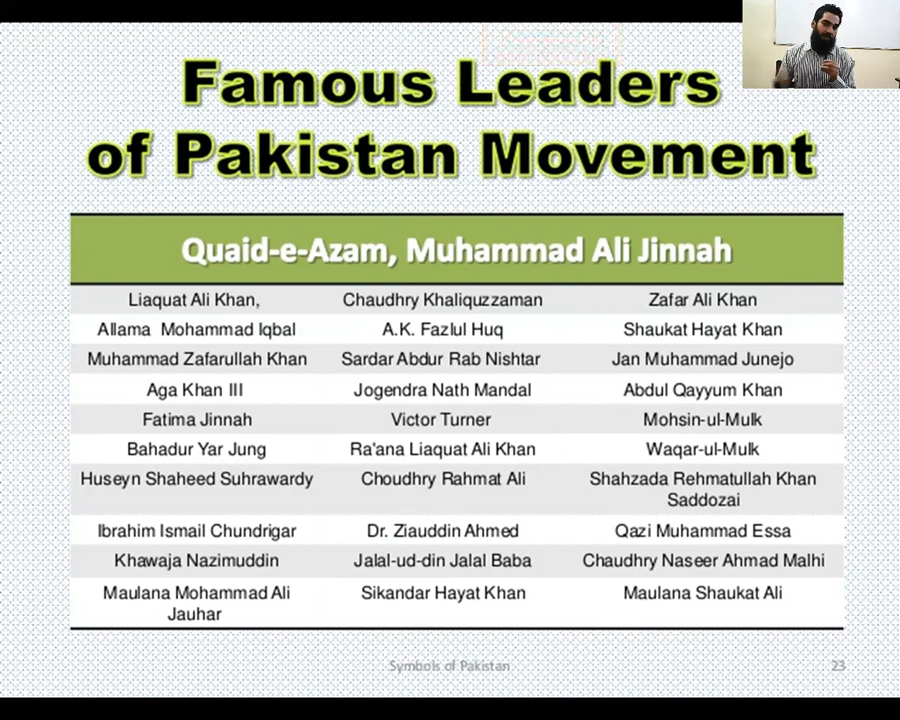 Famous Leaders
of Pakistan Movement
Quaid-e-Azam, Muhammad Ali Jinnah
Liaquat Ali Khan, Chaudhry Khaliquzzaman Zafar Ali Khan
Allama Mohammad Iqbal A.K. Fazlul Huq Shaukat Hayat Khan
Muhammad Zafarullah Khan Sardar Abdur Rab Nishtar Jan Muhammad Junejo
Aga Khan III Jogendra Nath Mandal Abdul Qayyum Khan
Fatima Jinnah Victor Turner Mohsin-ul-Mulk
Bahadur Yar Jung Ra'ana Liaquat Ali Khan Waqar-ul-Mulk
Huseyn Shaheed Suhrawardy Choudhry Rahmat Ali Shahzada Rehmatullah Khan
Saddozai
Ibrahim Ismail Chundrigar Dr. Ziauddin Ahmed Qazi Muhammad Essa
Khawaja Nazimuddin Jalal-ud-din Jalal Baba Chaudhry Naseer Ahmad Malhi
Maulana Mohammad Ali Sikandar Hayat Khan Maulana Shaukat Ali
Jauhar
Symbols of Pakistan 23